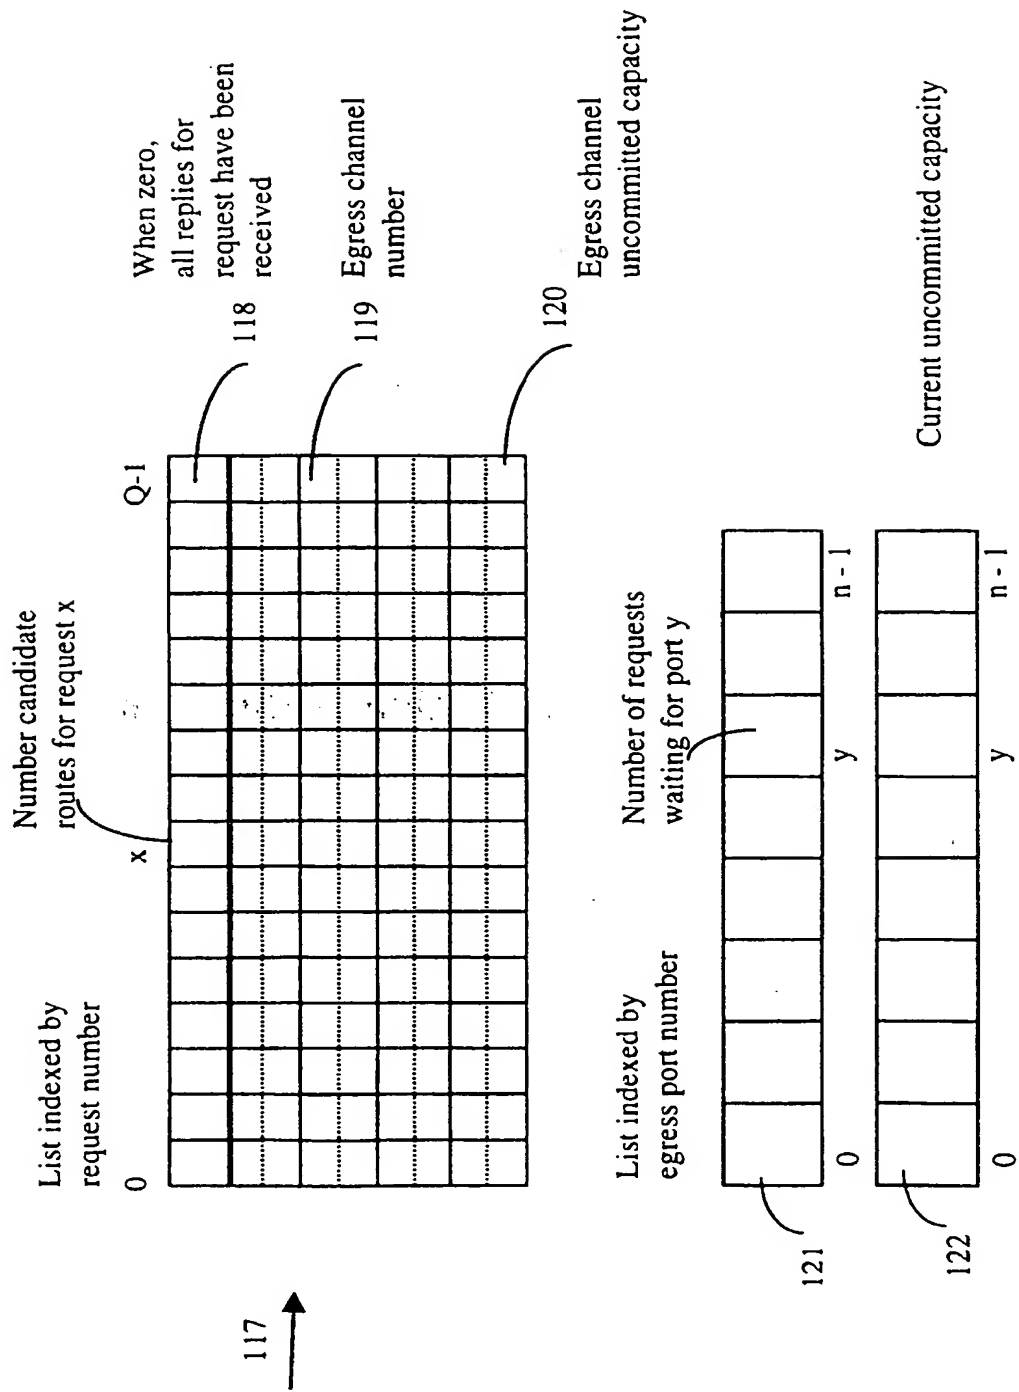 117
List indexed by
request number
Number candidate
routes for request x
0
x
Q-1
When zero,
all replies for
request have been
received
118
119
Egress channel
number
120
Egress channel
uncommitted capacity
List indexed by
egress port number
Number of requests
waiting for port y
121
0
y
n - 1
122
0
y
n - 1
Current uncommitted capacity